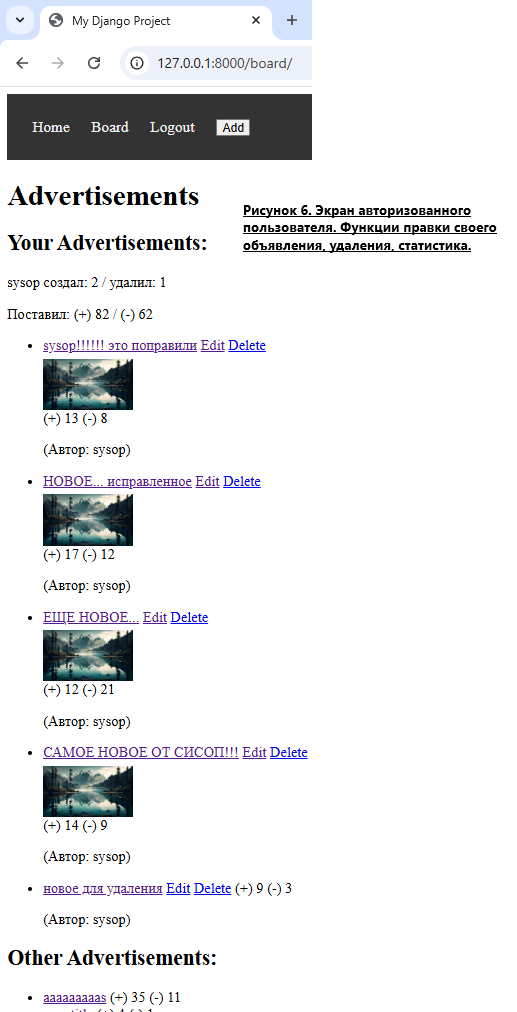 My Django Project
127.0.0.1:8000/board/
Home Board Logout Add
Advertisements
Рисунок 6. Экран авторизованного
пользователя. Функции правки своего
объявления, удаления, статистика.
Your Advertisements:
sysop создал: 2 / удалил: 1
Поставил: (+) 82 / (-) 62
sysop!!!!!! это поправили Edit Delete
(+) 13 (-) 8
(Автор: sysop)
НОВОЕ... исправленное Edit Delete
(+) 17 (-) 12
(Автор: sysop)
ЕЩЕ НОВОЕ... Edit Delete
(+) 12 (-) 21
(Автор: sysop)
САМОЕ НОВОЕ ОТ СИСОП!!! Edit Delete
(+) 14 (-) 9
(Автор: sysop)
новое для удаления Edit Delete (+) 9 (-) 3
(Автор: sysop)
Other Advertisements:
aaaaaaaaas (+) 35 (-) 11